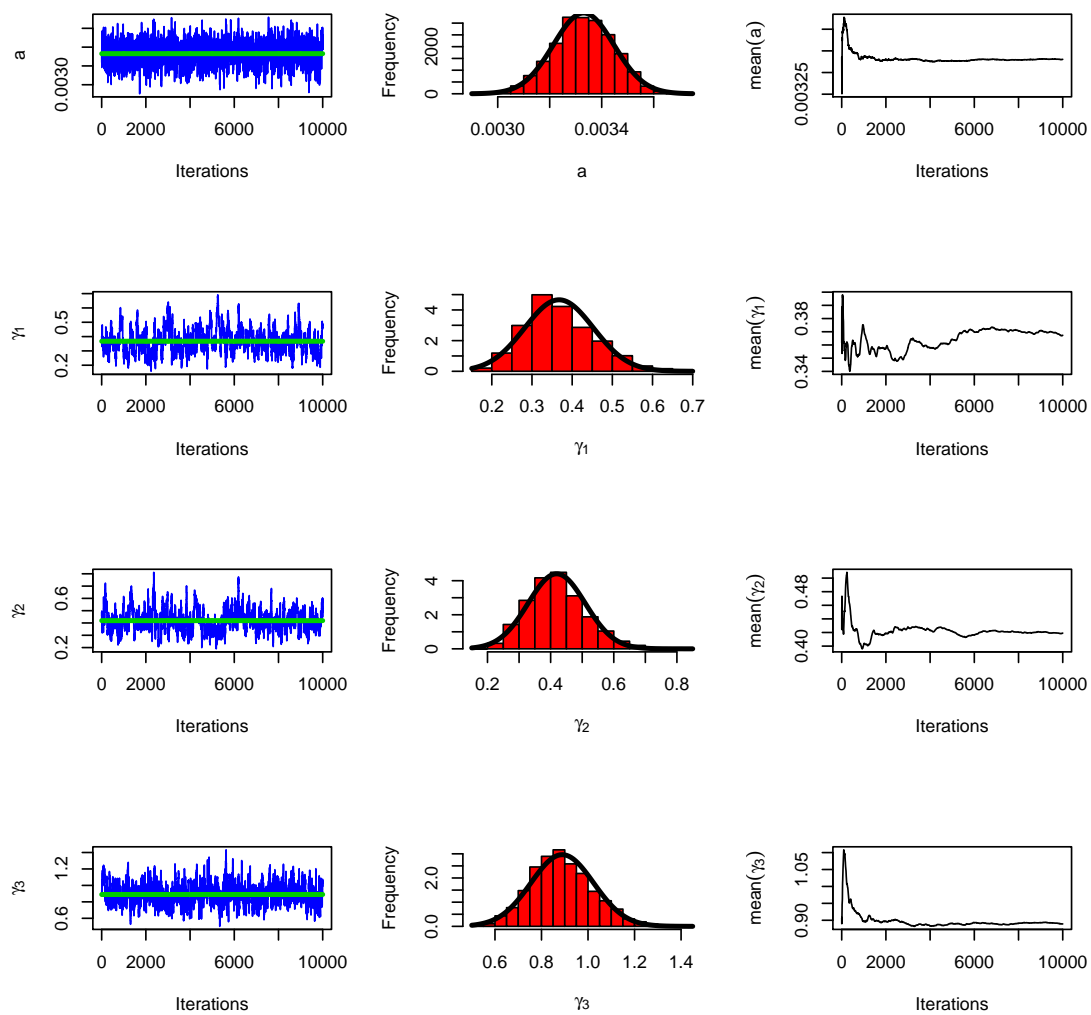 a
0.0030
0 2000 6000 10000
Iterations
Frequency
0 2000
0.0030 0.0034
a
mean(a)
0.00325
0 2000 6000 10000
Iterations
γ1
0.2 0.5
0 2000 6000 10000
Iterations
Frequency
0 2 4
0.2 0.3 0.4 0.5 0.6 0.7
γ1
mean(γ1)
0.34 0.38
0 2000 6000 10000
Iterations
γ2
0.2 0.6
0 2000 6000 10000
Iterations
Frequency
0 2 4
0.2 0.4 0.6 0.8
γ2
mean(γ2)
0.40 0.48
0 2000 6000 10000
Iterations
γ3
0.6 1.2
0 2000 6000 10000
Iterations
Frequency
0.0 2.0
0.6 0.8 1.0 1.2 1.4
γ3
mean(γ3)
0.90 1.05
0 2000 6000 10000
Iterations